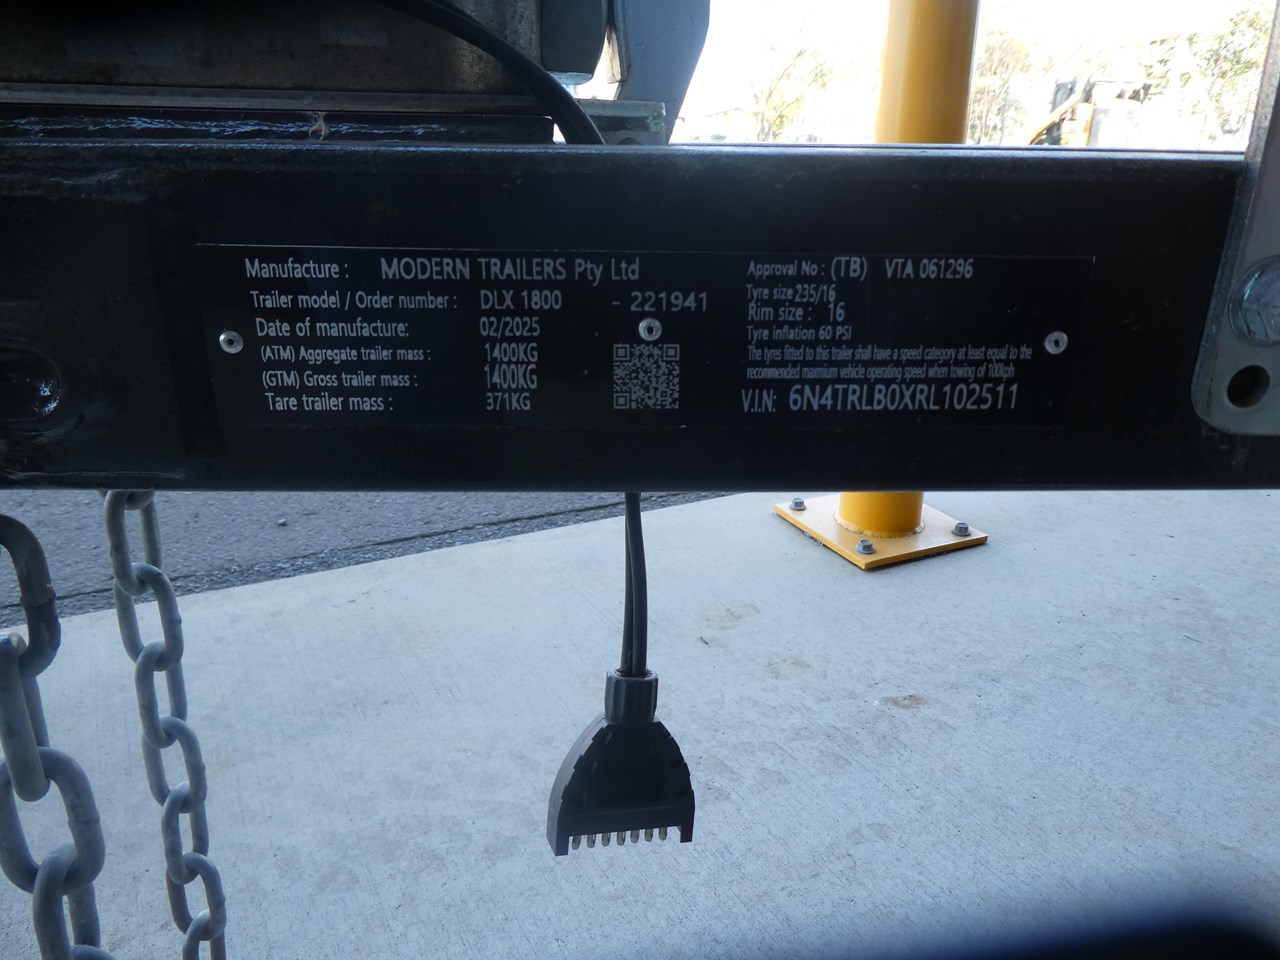 Manufacture : MODERN TRAILERS Pty Ltd
Trailer model / Order number : DLX 1800 - 221941
Date of manufacture: 02/2025
(ATM) Aggregate trailer mass : 1400KG
(GTM) Gross trailer mass : 1400KG
Tare trailer mass : 371KG
Approval No : (TB) VTA 061296
Tyre size 235/16
Rim size : 16
Tyre inflation 60 PSI
The tyres fitted to this trailer shall have a speed category at least equal to the
recommended maxmium vehicle operating speed when towing of 100kph
V.I.N: 6N4TRLB0XRL102511